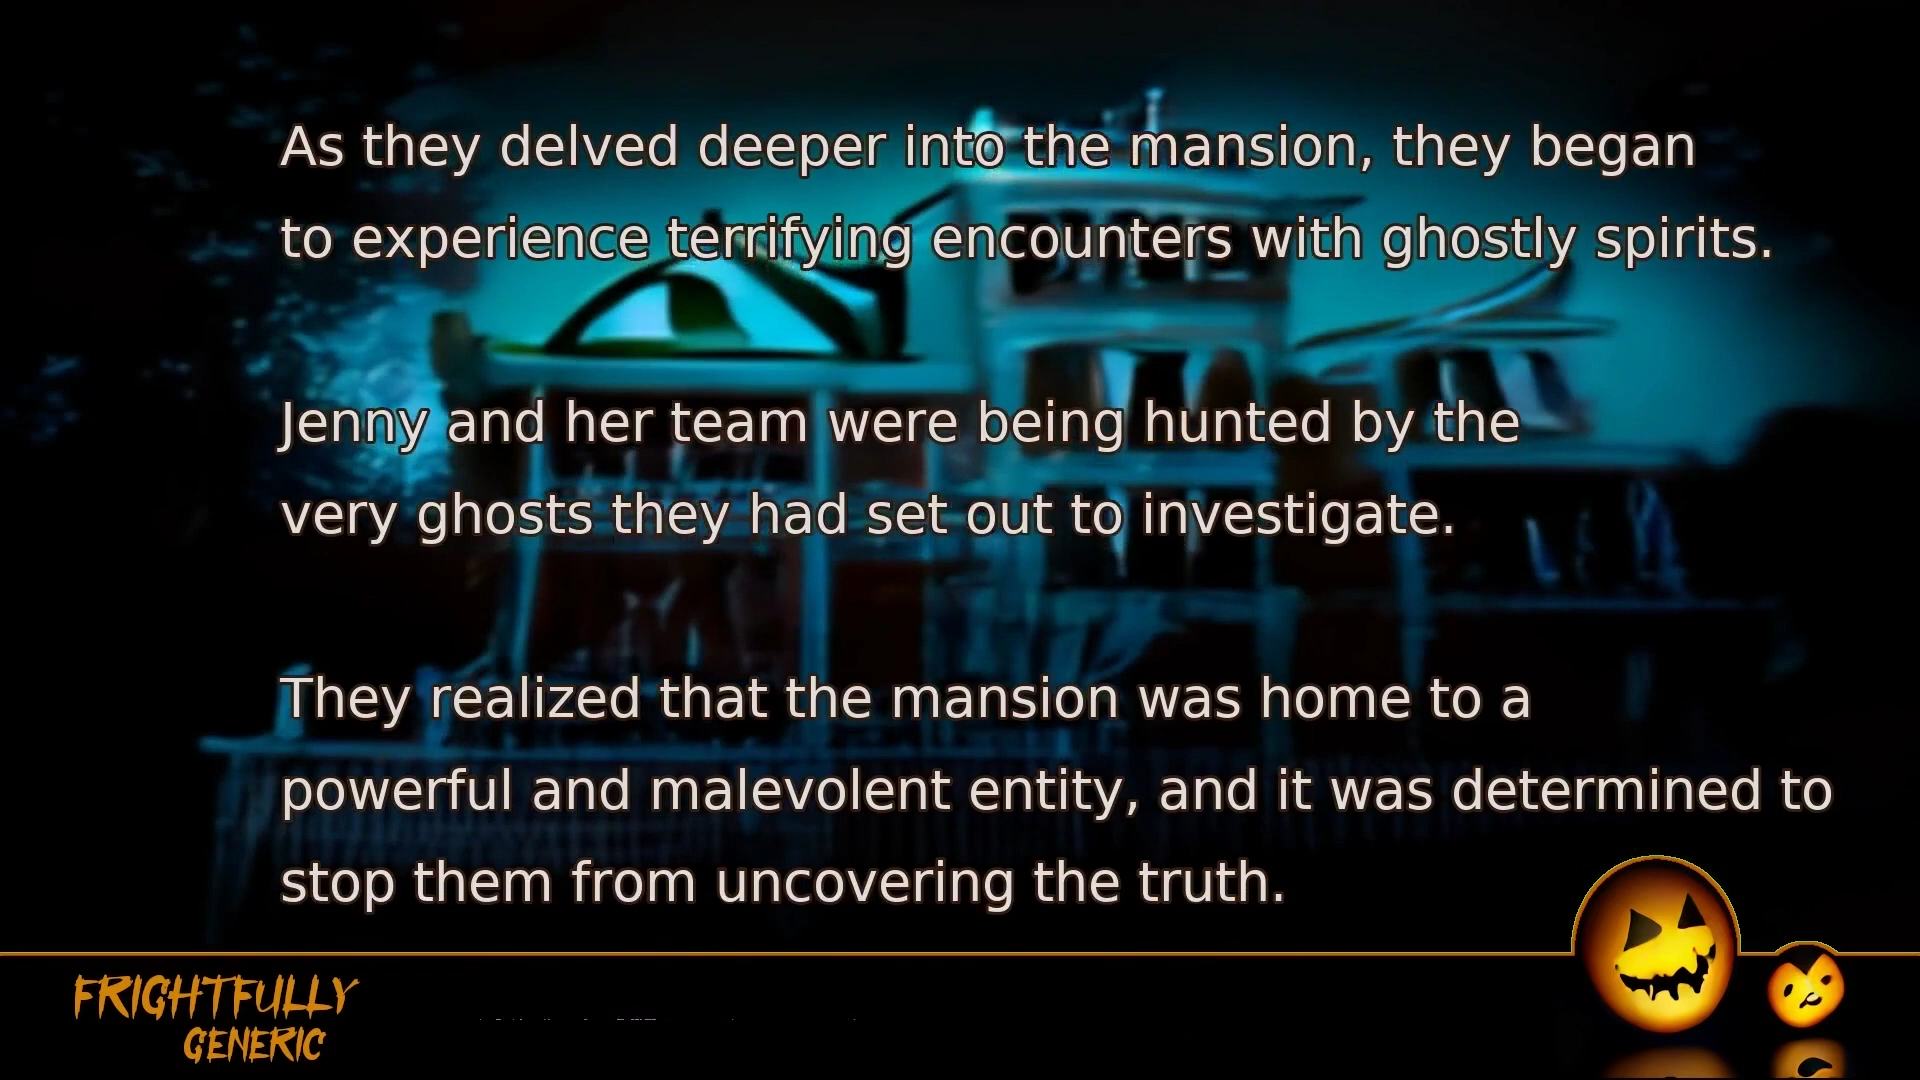 As they delved deeper into the mansion, they began
to experience terrifying encounters with ghostly spirits.
Jenny and her team were being hunted by the
very ghosts they had set out to investigate.
They realized that the mansion was home to a
powerful and malevolent entity, and it was determined to
stop them from uncovering the truth.
FRIGHTFULLY
GENERIC